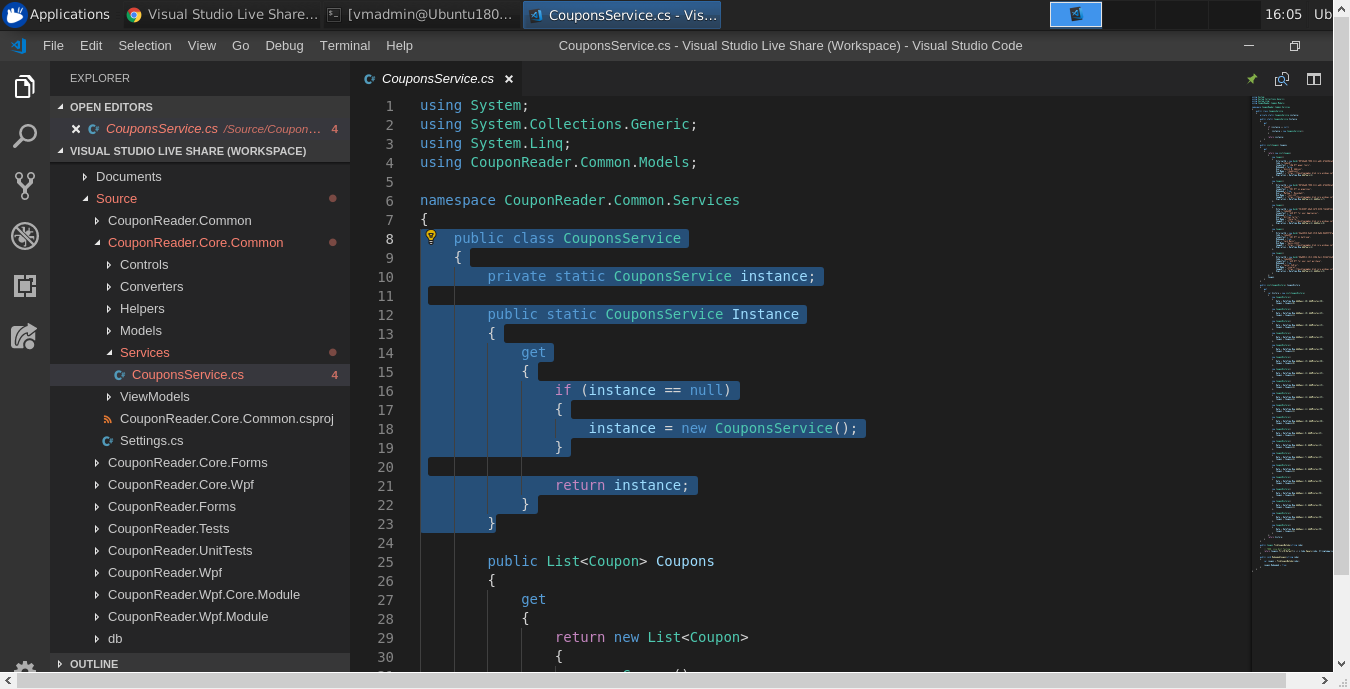 Applications
Visual Studio Live Share...
[vmadmin@Ubuntu180...
CouponsService.cs - Vis...
16:05
Ub
File Edit Selection View Go Debug Terminal Help
CouponsService.cs - Visual Studio Live Share (Workspace) - Visual Studio Code
EXPLORER
OPEN EDITORS
CouponsService.cs /Source/Coupon... 4
VISUAL STUDIO LIVE SHARE (WORKSPACE)
Documents
Source
CouponReader.Common
CouponReader.Core.Common
Controls
Converters
Helpers
Models
Services
CouponsService.cs 4
ViewModels
CouponReader.Core.Common.csproj
Settings.cs
CouponReader.Core.Forms
CouponReader.Core.Wpf
CouponReader.Forms
CouponReader.Tests
CouponReader.UnitTests
CouponReader.Wpf
CouponReader.Wpf.Core.Module
CouponReader.Wpf.Module
db
OUTLINE
CouponsService.cs
1 using System;
2 using System.Collections.Generic;
3 using System.Linq;
4 using CouponReader.Common.Models;
5
6 namespace CouponReader.Common.Services
7 {
8 public class CouponsService
9 {
10 private static CouponsService instance;
11
12 public static CouponsService Instance
13 {
14 get
15 {
16 if (instance == null)
17 {
18 instance = new CouponsService();
19 }
20
21 return instance;
22 }
23 }
24
25 public List<Coupon> Coupons
26 {
27 get
28 {
29 return new List<Coupon>
30 {